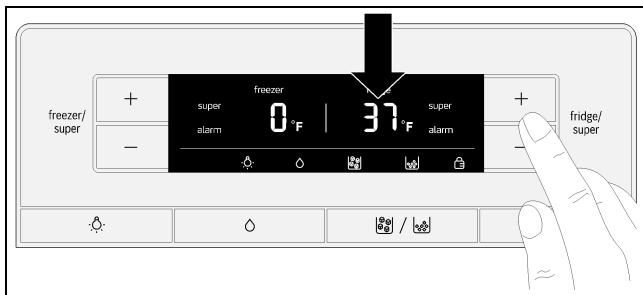 freezer/
super
+
−
freezer
super
alarm
0°F
37°F
super
alarm
+
−
fridge/
super
/